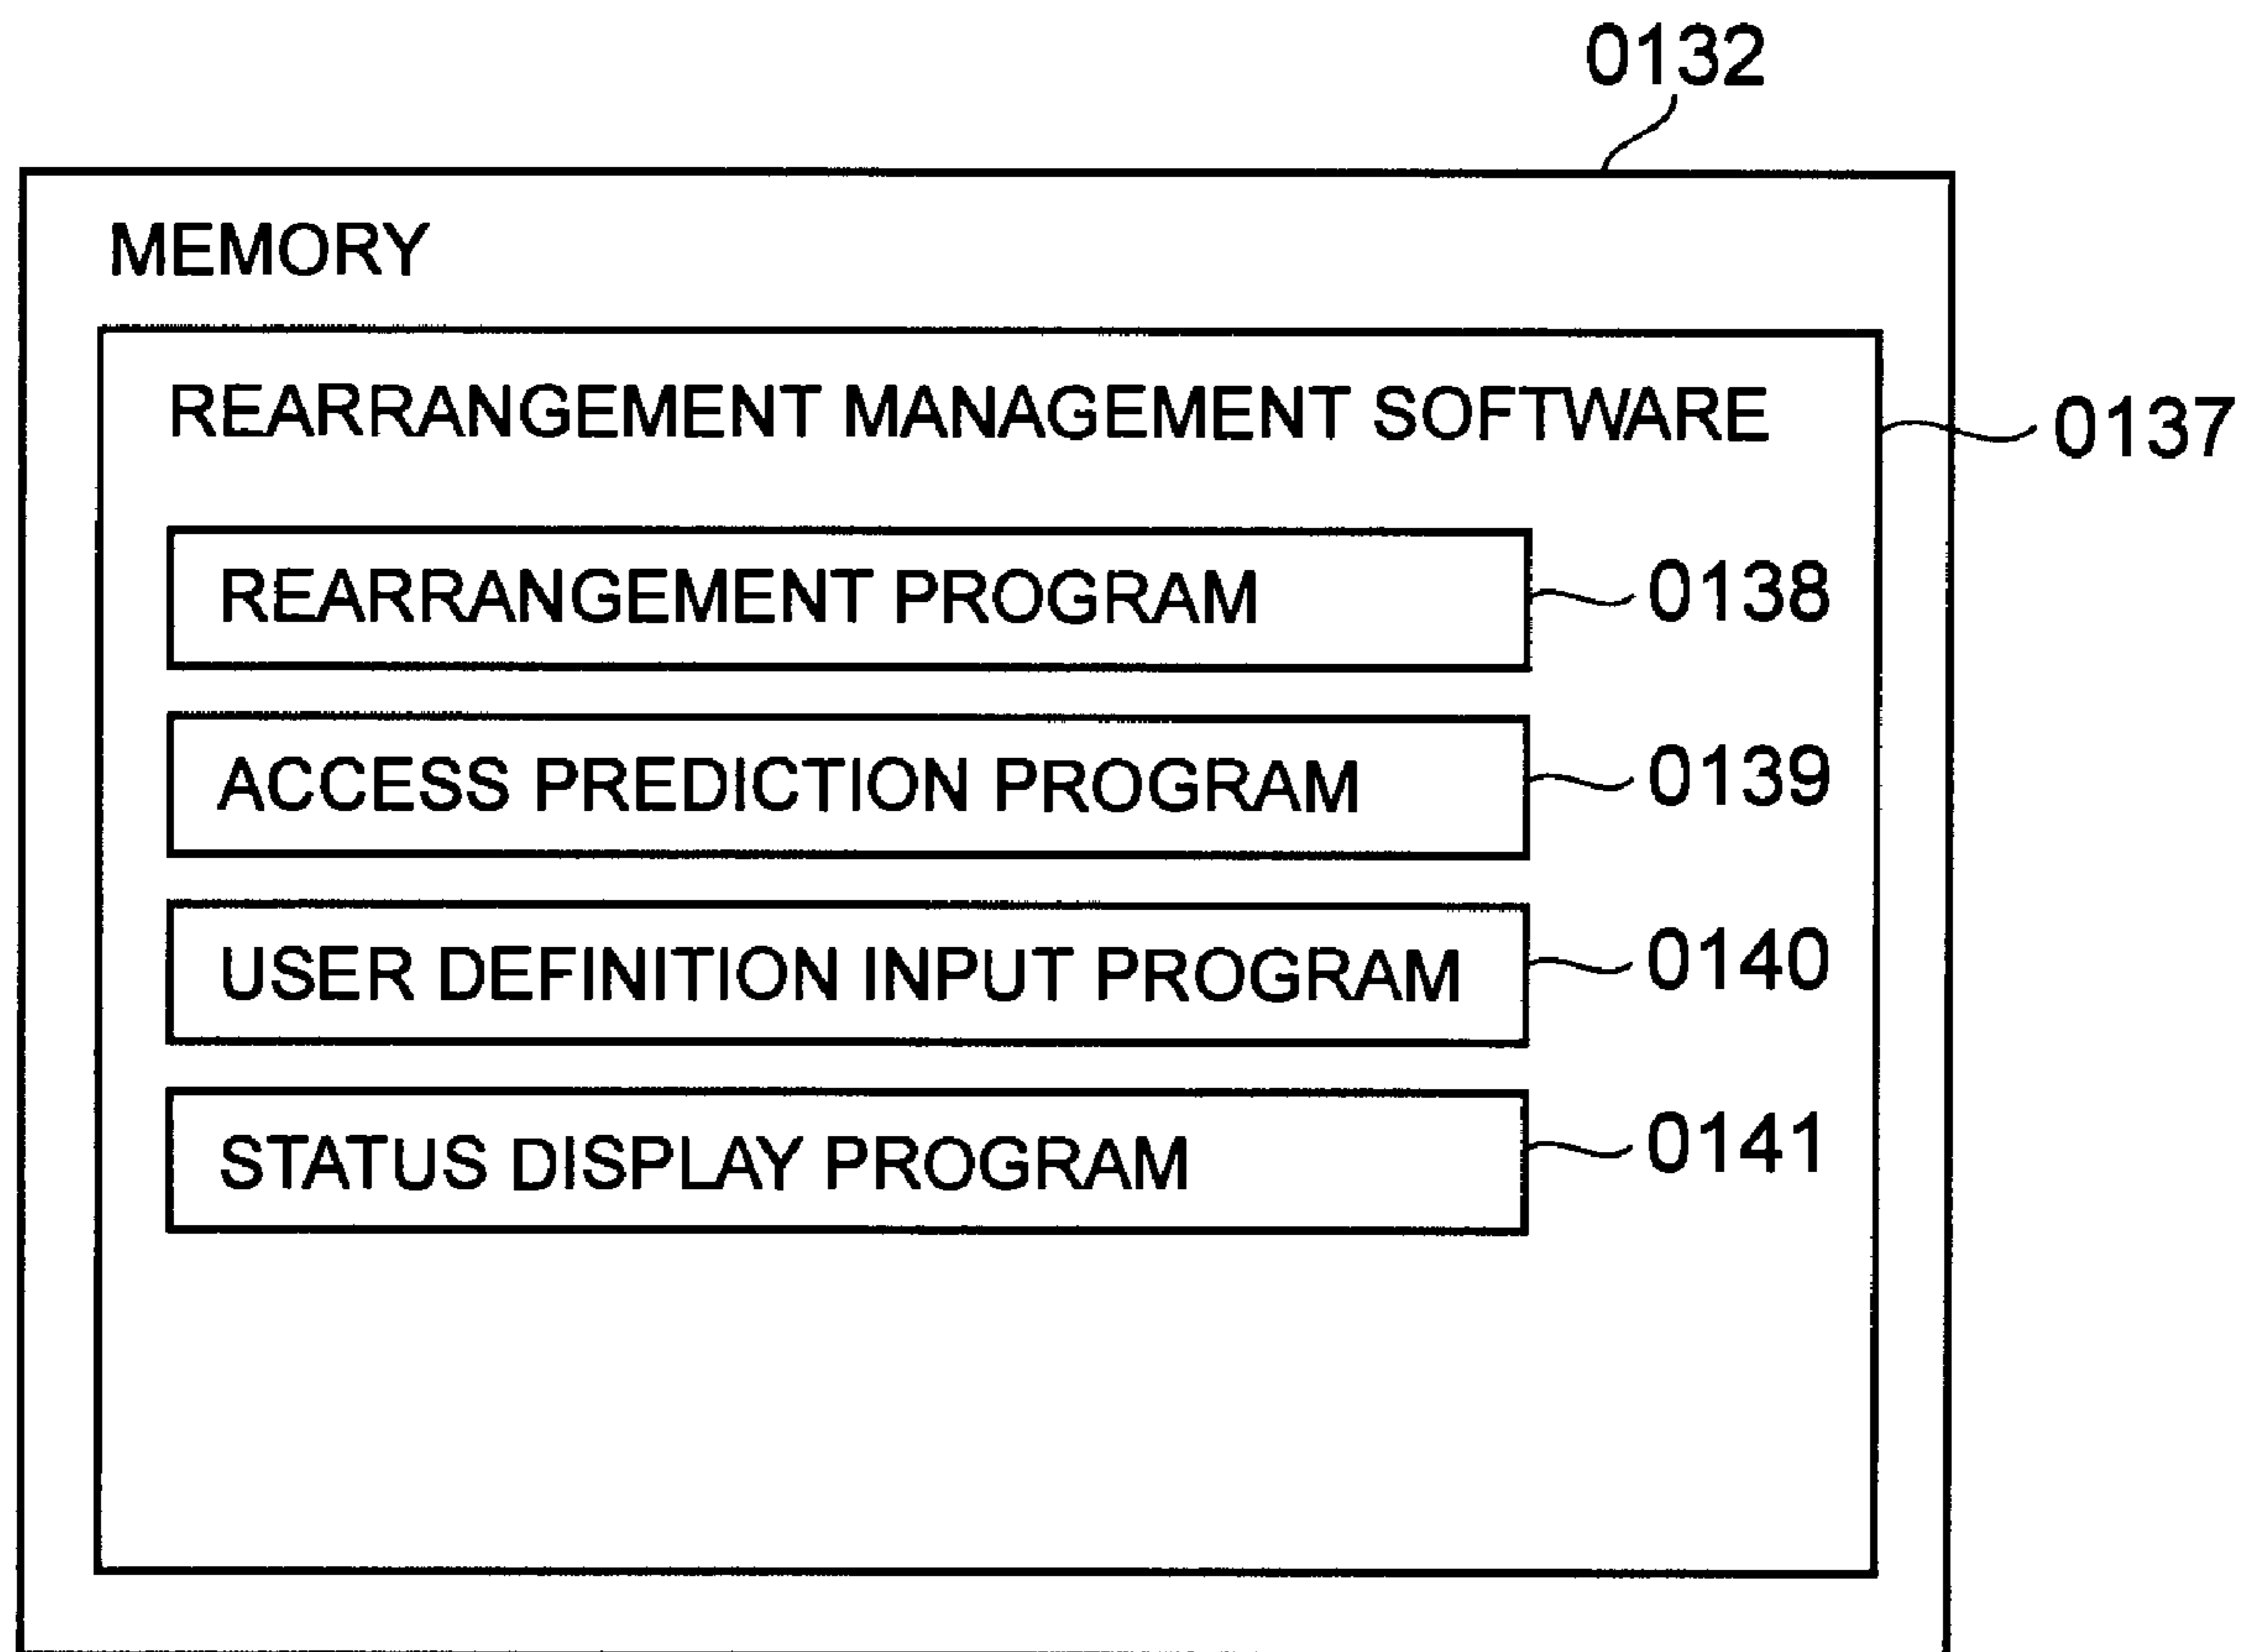 0132
MEMORY
REARRANGEMENT MANAGEMENT SOFTWARE
0137
REARRANGEMENT PROGRAM
0138
ACCESS PREDICTION PROGRAM
0139
USER DEFINITION INPUT PROGRAM
0140
STATUS DISPLAY PROGRAM
0141